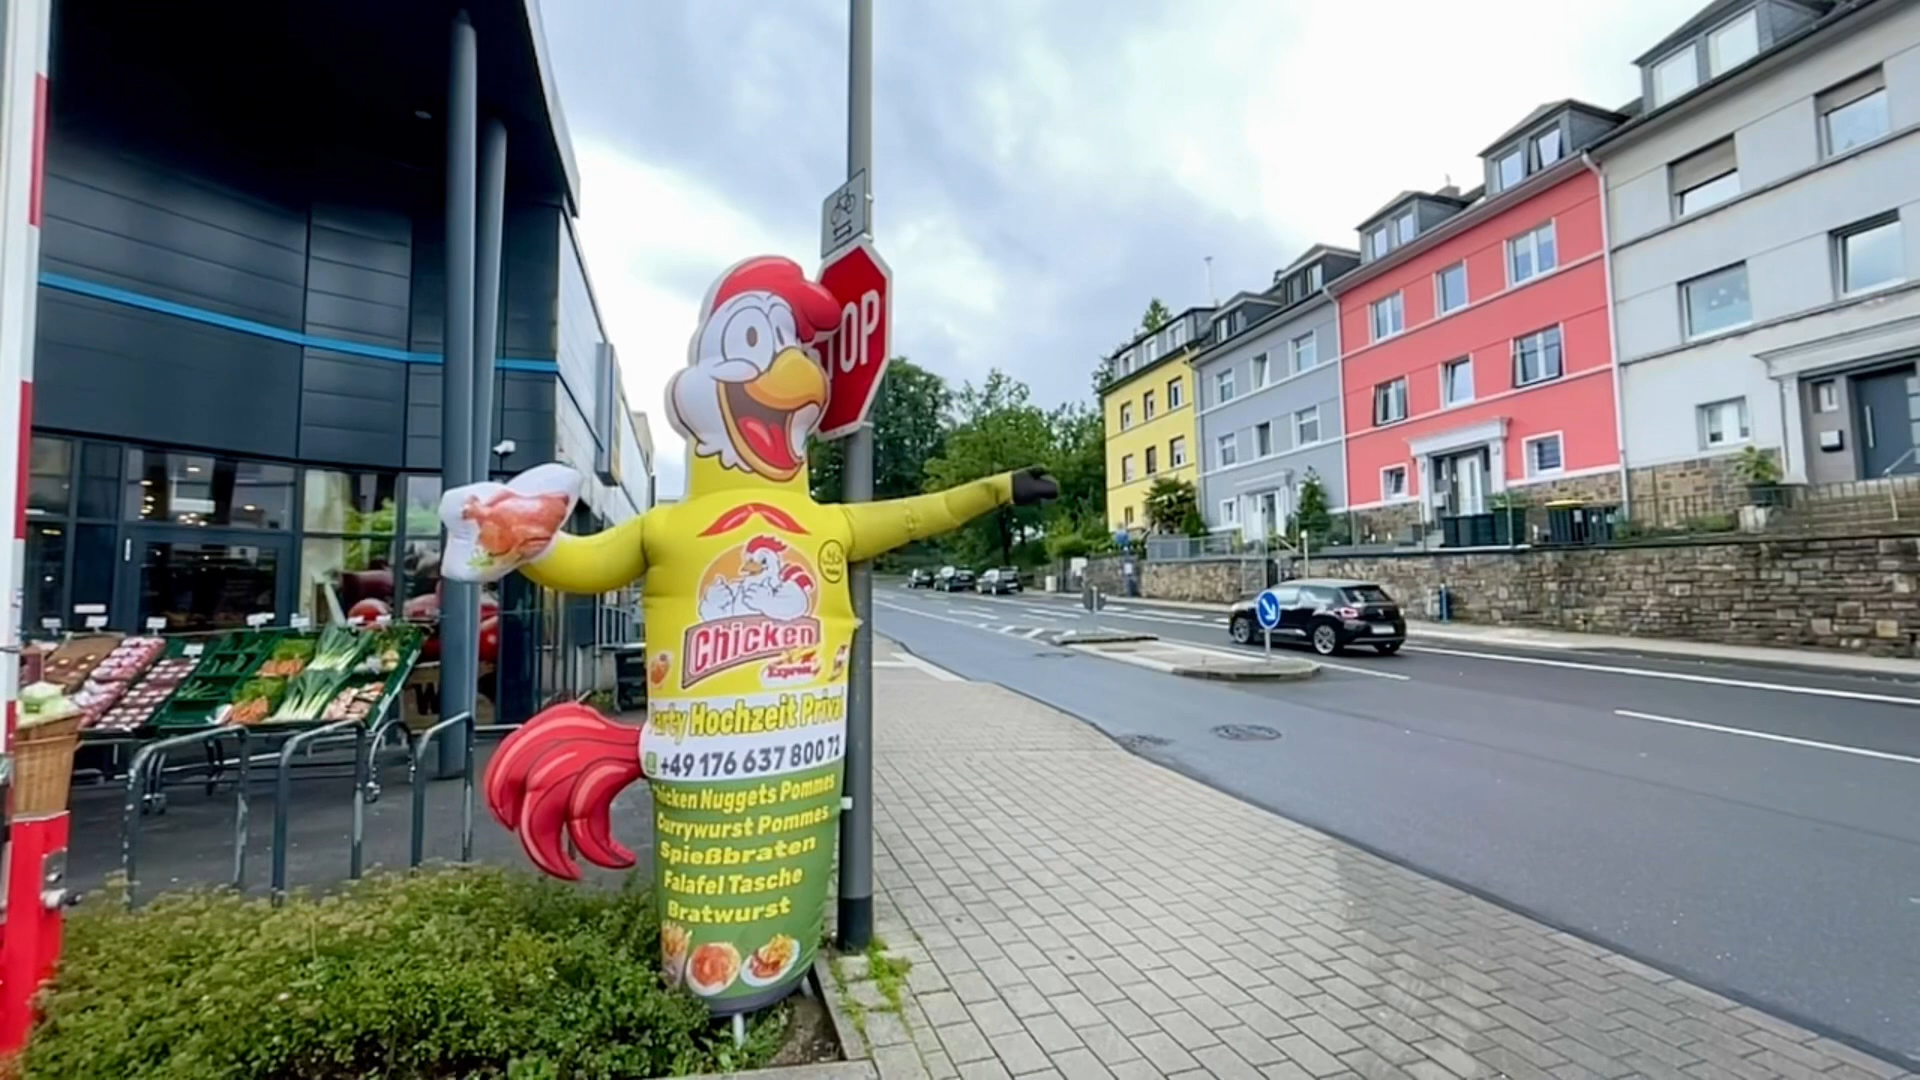 STOP
Chicken
Express
Party Hochzeit Privat
+49 176 637 800 72
Chicken Nuggets Pommes
Currywurst Pommes
Spießbraten
Falafel Tasche
Bratwurst